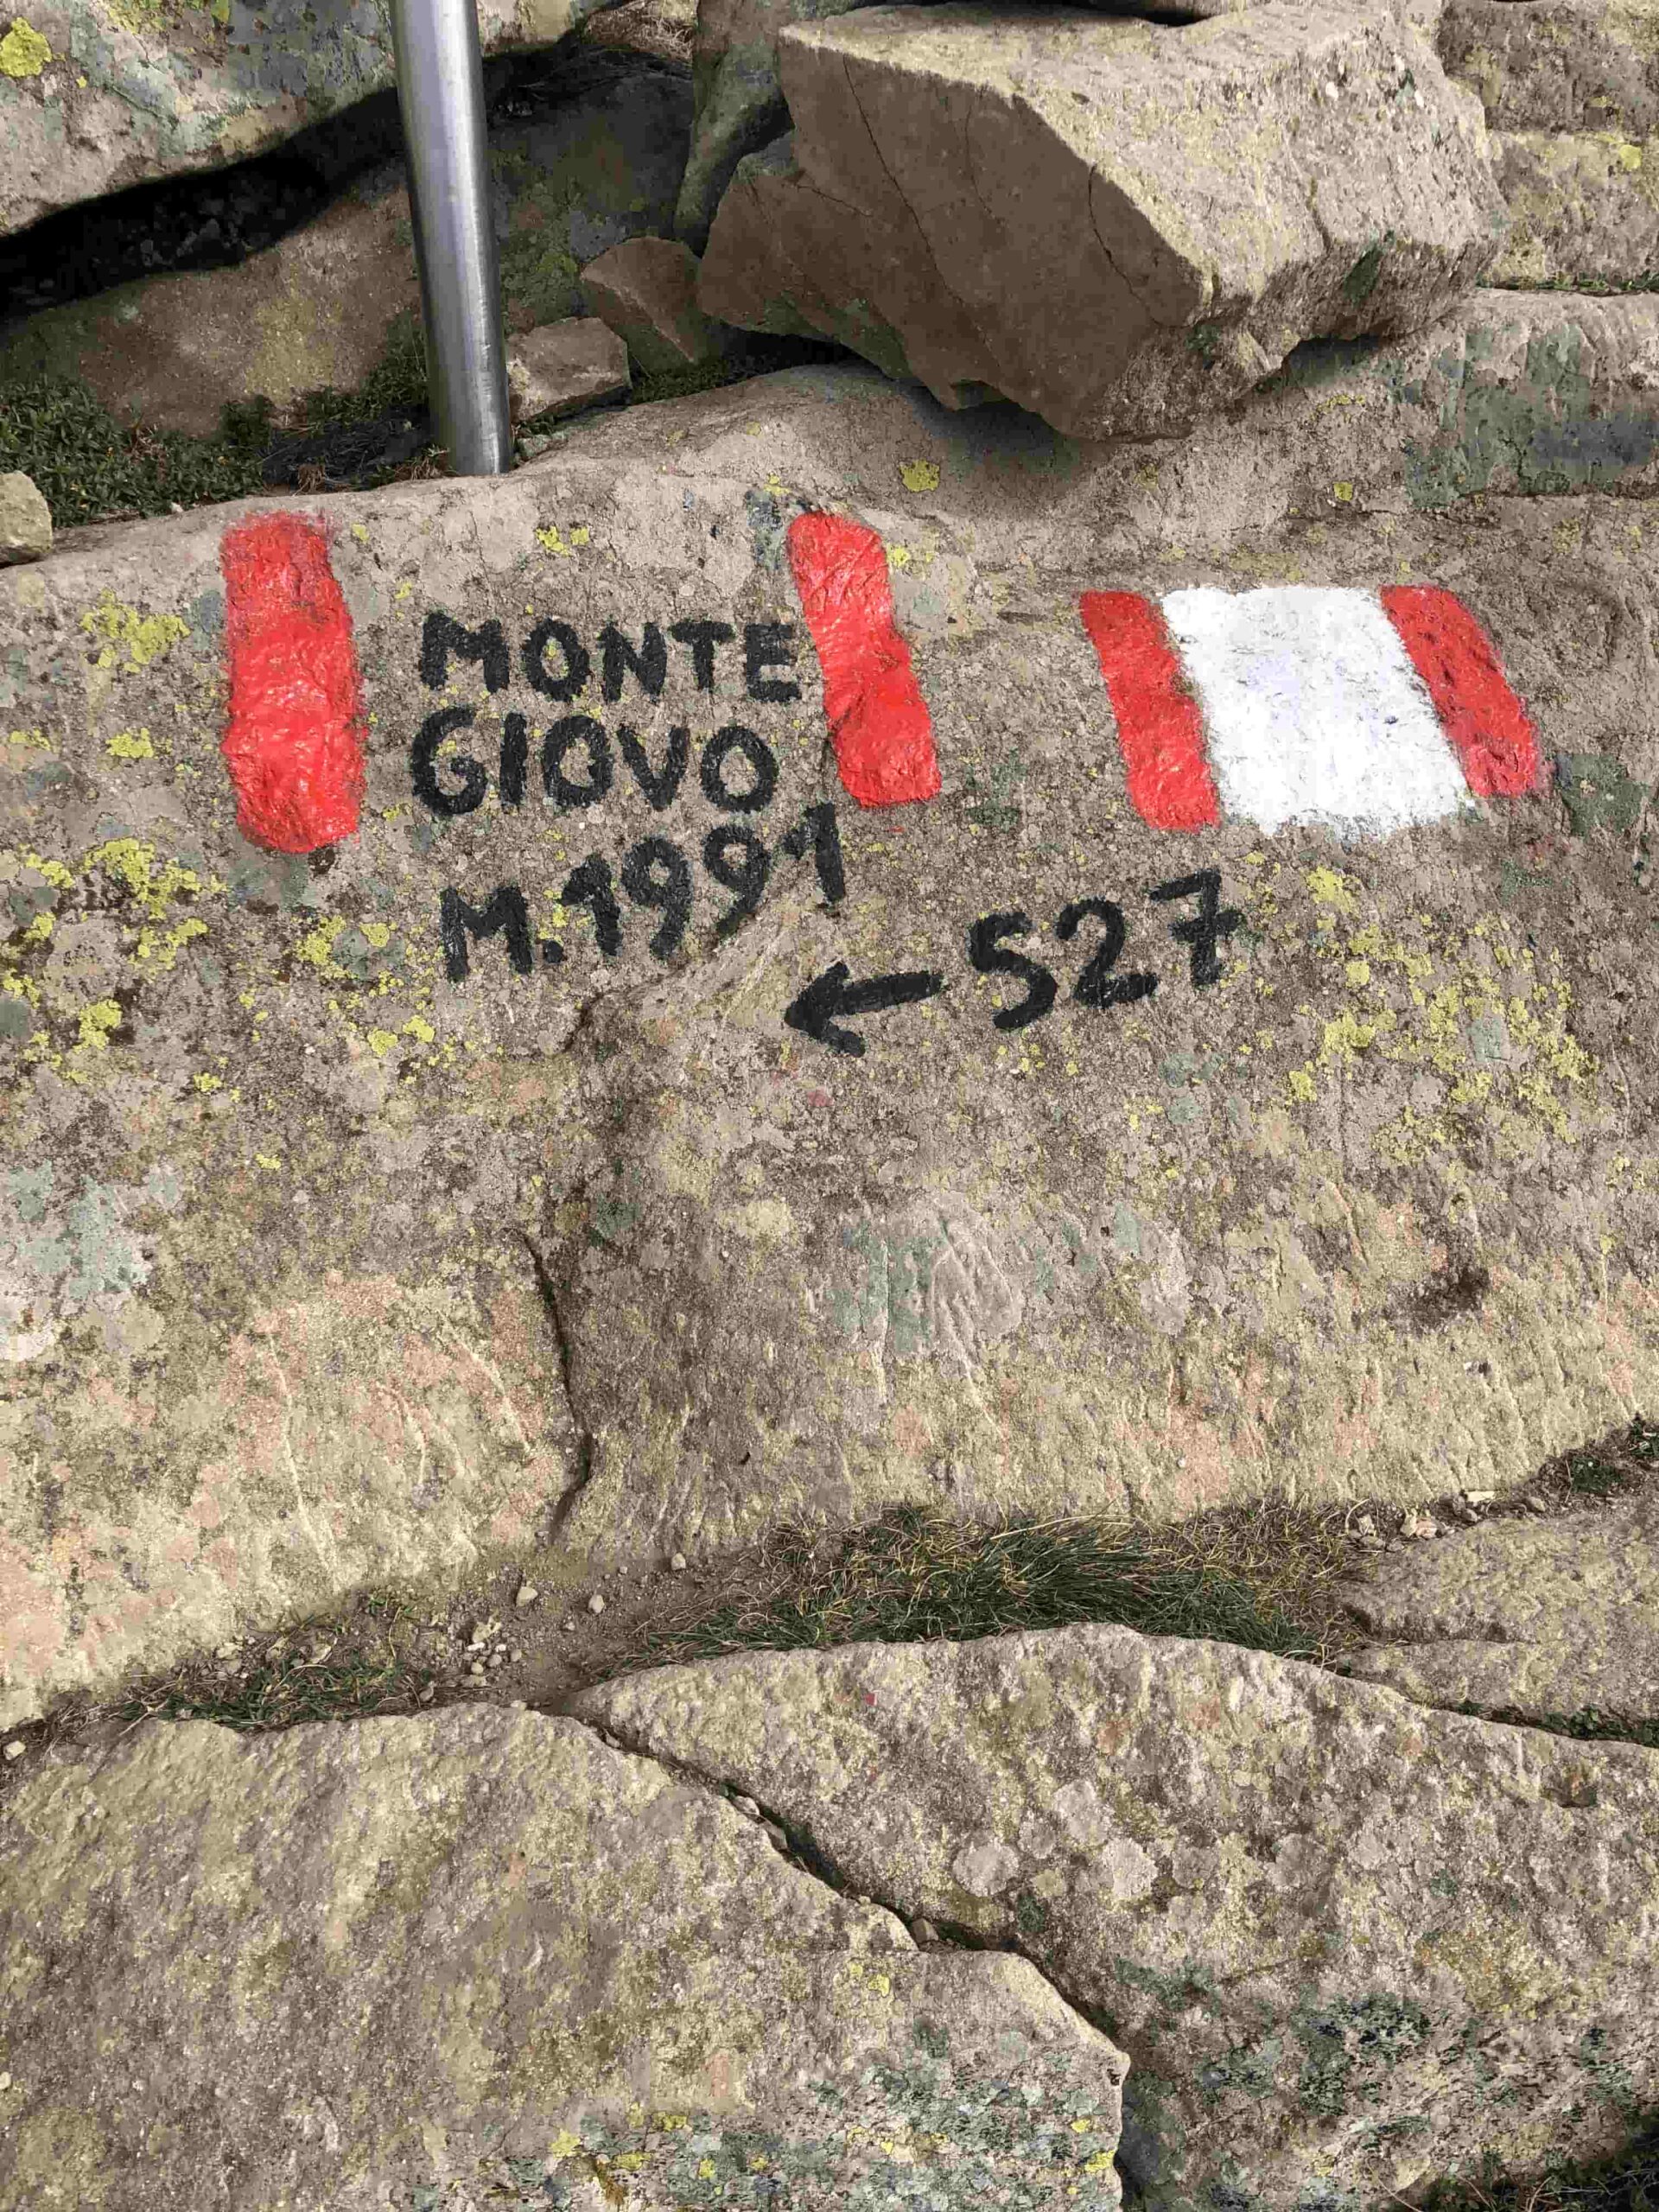 MONTE
GIOVO
M.1991
← 527